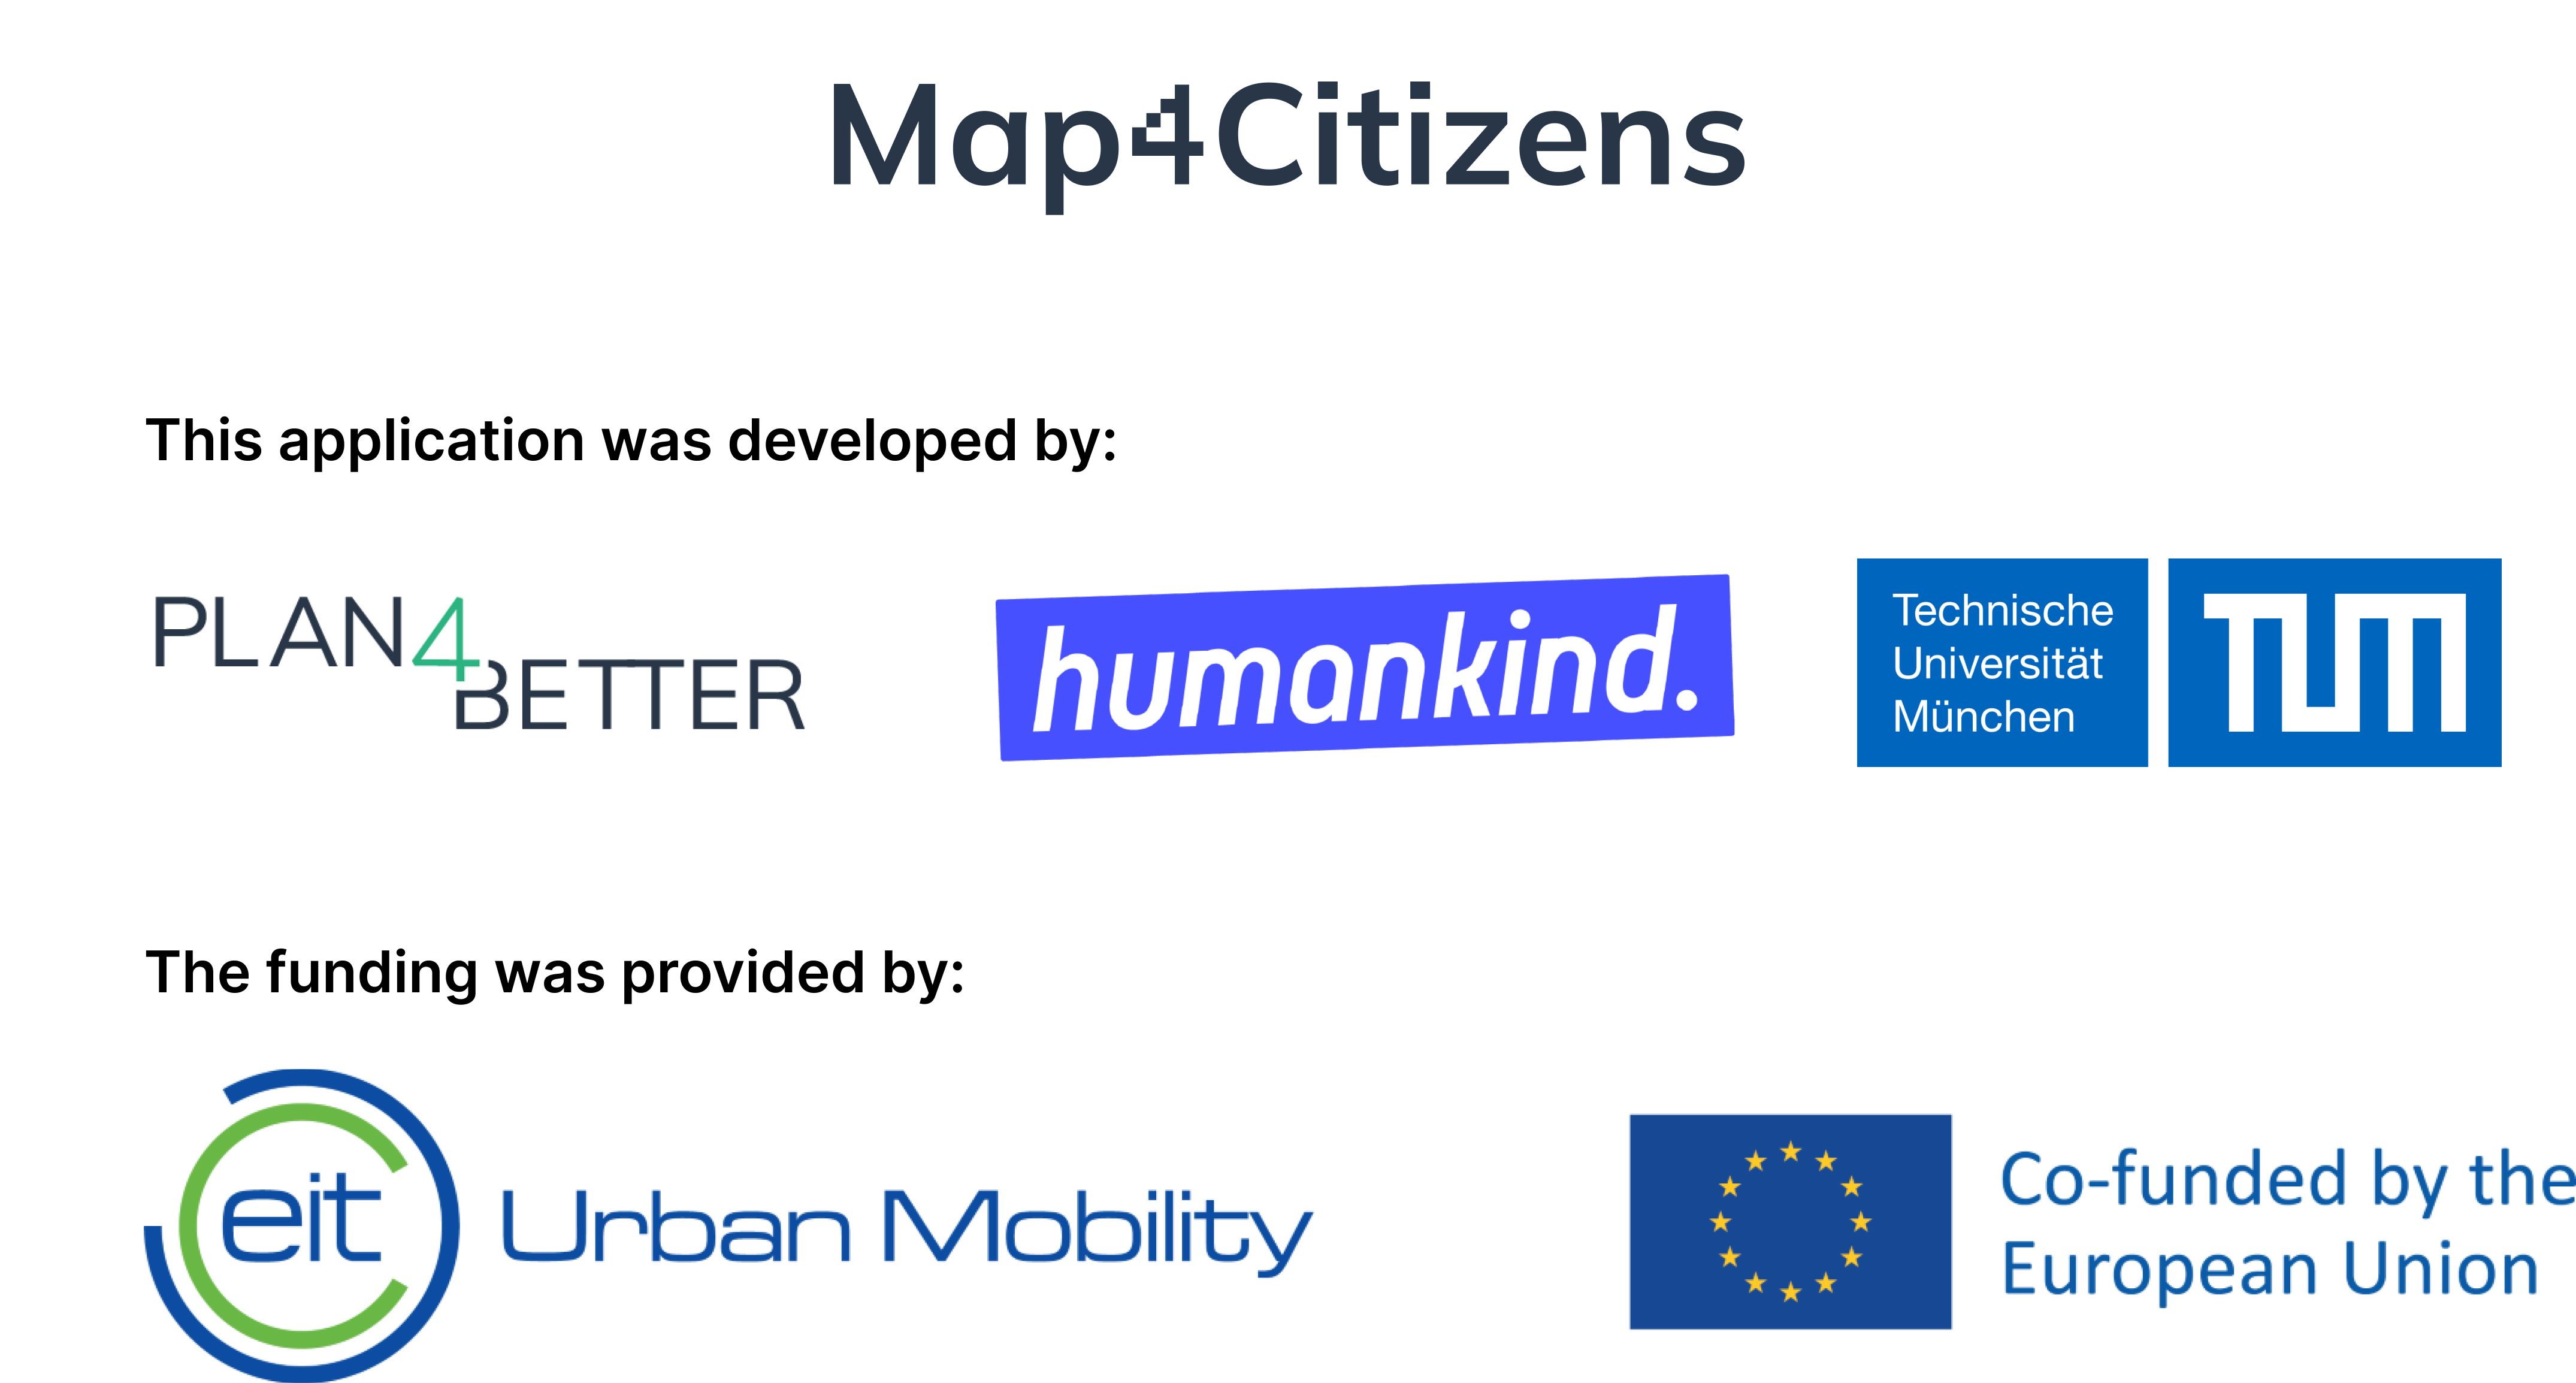 Map4Citizens
This application was developed by:
PLAN4
BETTER
humankind.
Technische
Universität
München
TUM
The funding was provided by:
eit Urban Mobility
Co-funded by the
European Union